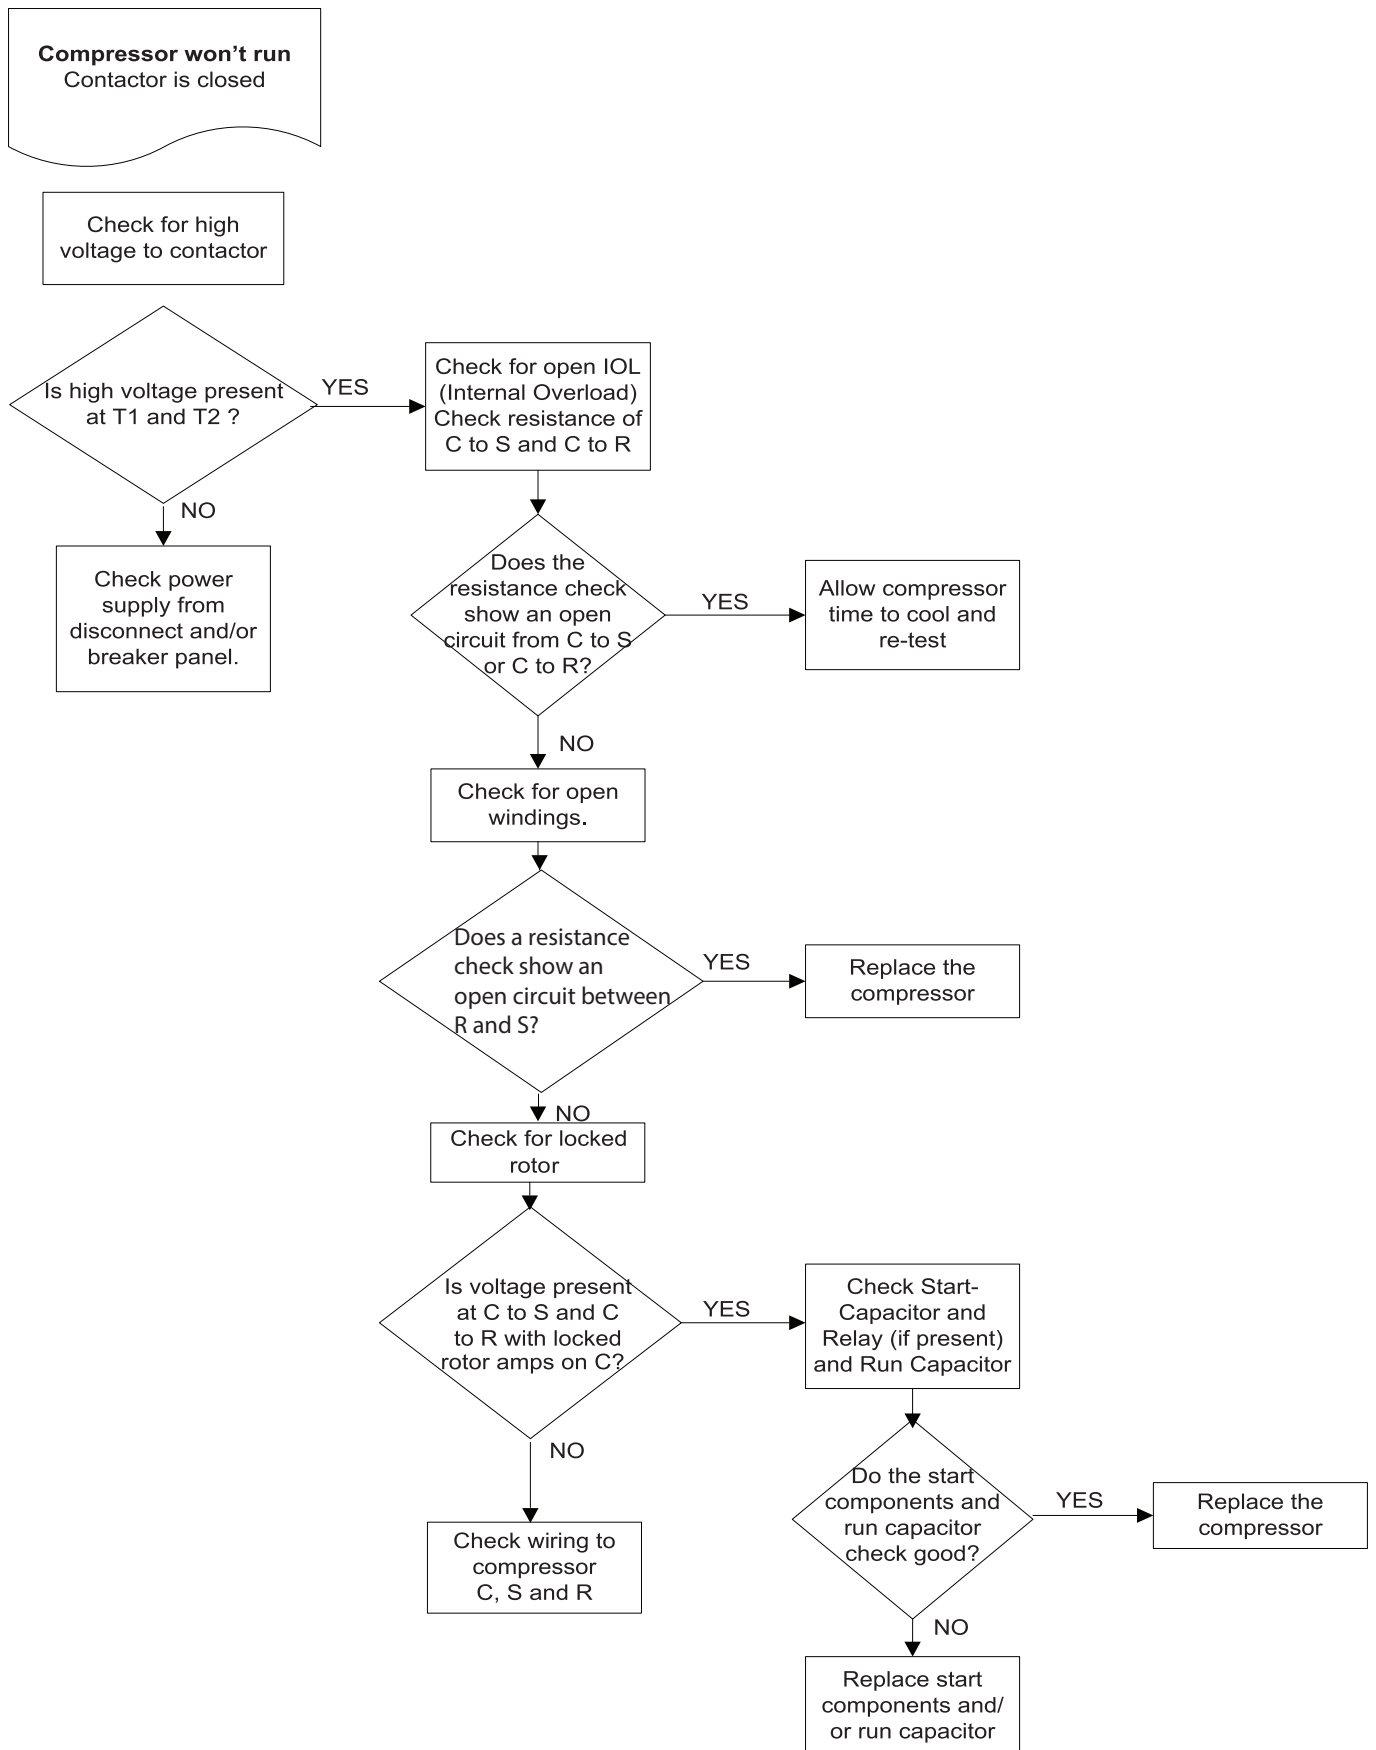 Compressor won't run
Contactor is closed
Check for high
voltage to contactor
Is high voltage present
at T1 and T2 ?
YES
NO
Check power
supply from
disconnect and/or
breaker panel.
Check for open IOL
(Internal Overload)
Check resistance of
C to S and C to R
Does the
resistance check
show an open
circuit from C to S
or C to R?
YES
Allow compressor
time to cool and
re-test
NO
Check for open
windings.
Does a resistance
check show an
open circuit between
R and S?
YES
Replace the
compressor
NO
Check for locked
rotor
Is voltage present
at C to S and C
to R with locked
rotor amps on C?
YES
Check Start-
Capacitor and
Relay (if present)
and Run Capacitor
NO
Check wiring to
compressor
C, S and R
Do the start
components and
run capacitor
check good?
YES
Replace the
compressor
NO
Replace start
components and/
or run capacitor